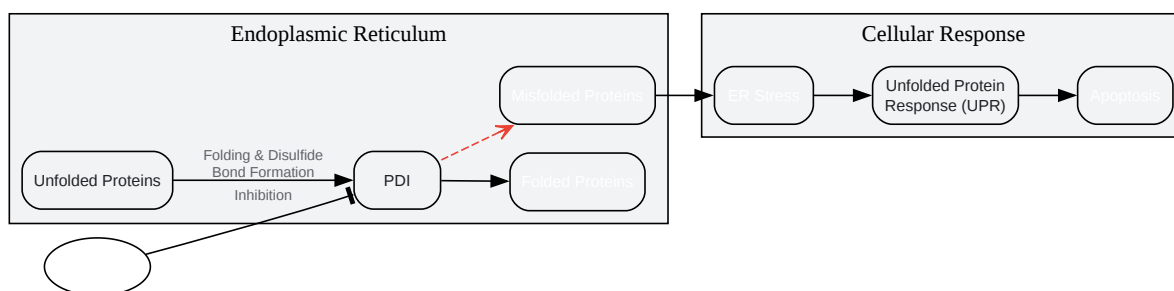 Endoplasmic Reticulum
Cellular Response
Misfolded Proteins
ER Stress
Unfolded Protein
Response (UPR)
Apoptosis
Folding & Disulfide
Bond Formation
Unfolded Proteins
PDI
Folded Proteins
Inhibition